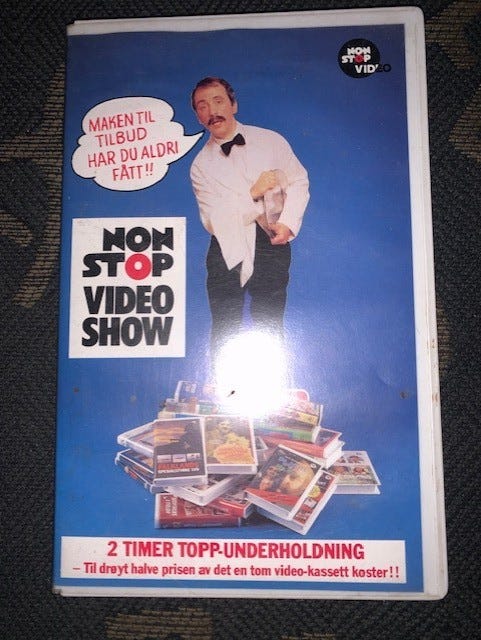 NON
STOP
VIDEO
MAKEN TIL
TILBUD
HAR DU ALDRI
FÅTT!!
NON
STOP
VIDEO
SHOW
FALKLAND
2 TIMER TOPP-UNDERHOLDNING
– Til drøyt halve prisen av det en tom video-kassett koster!!